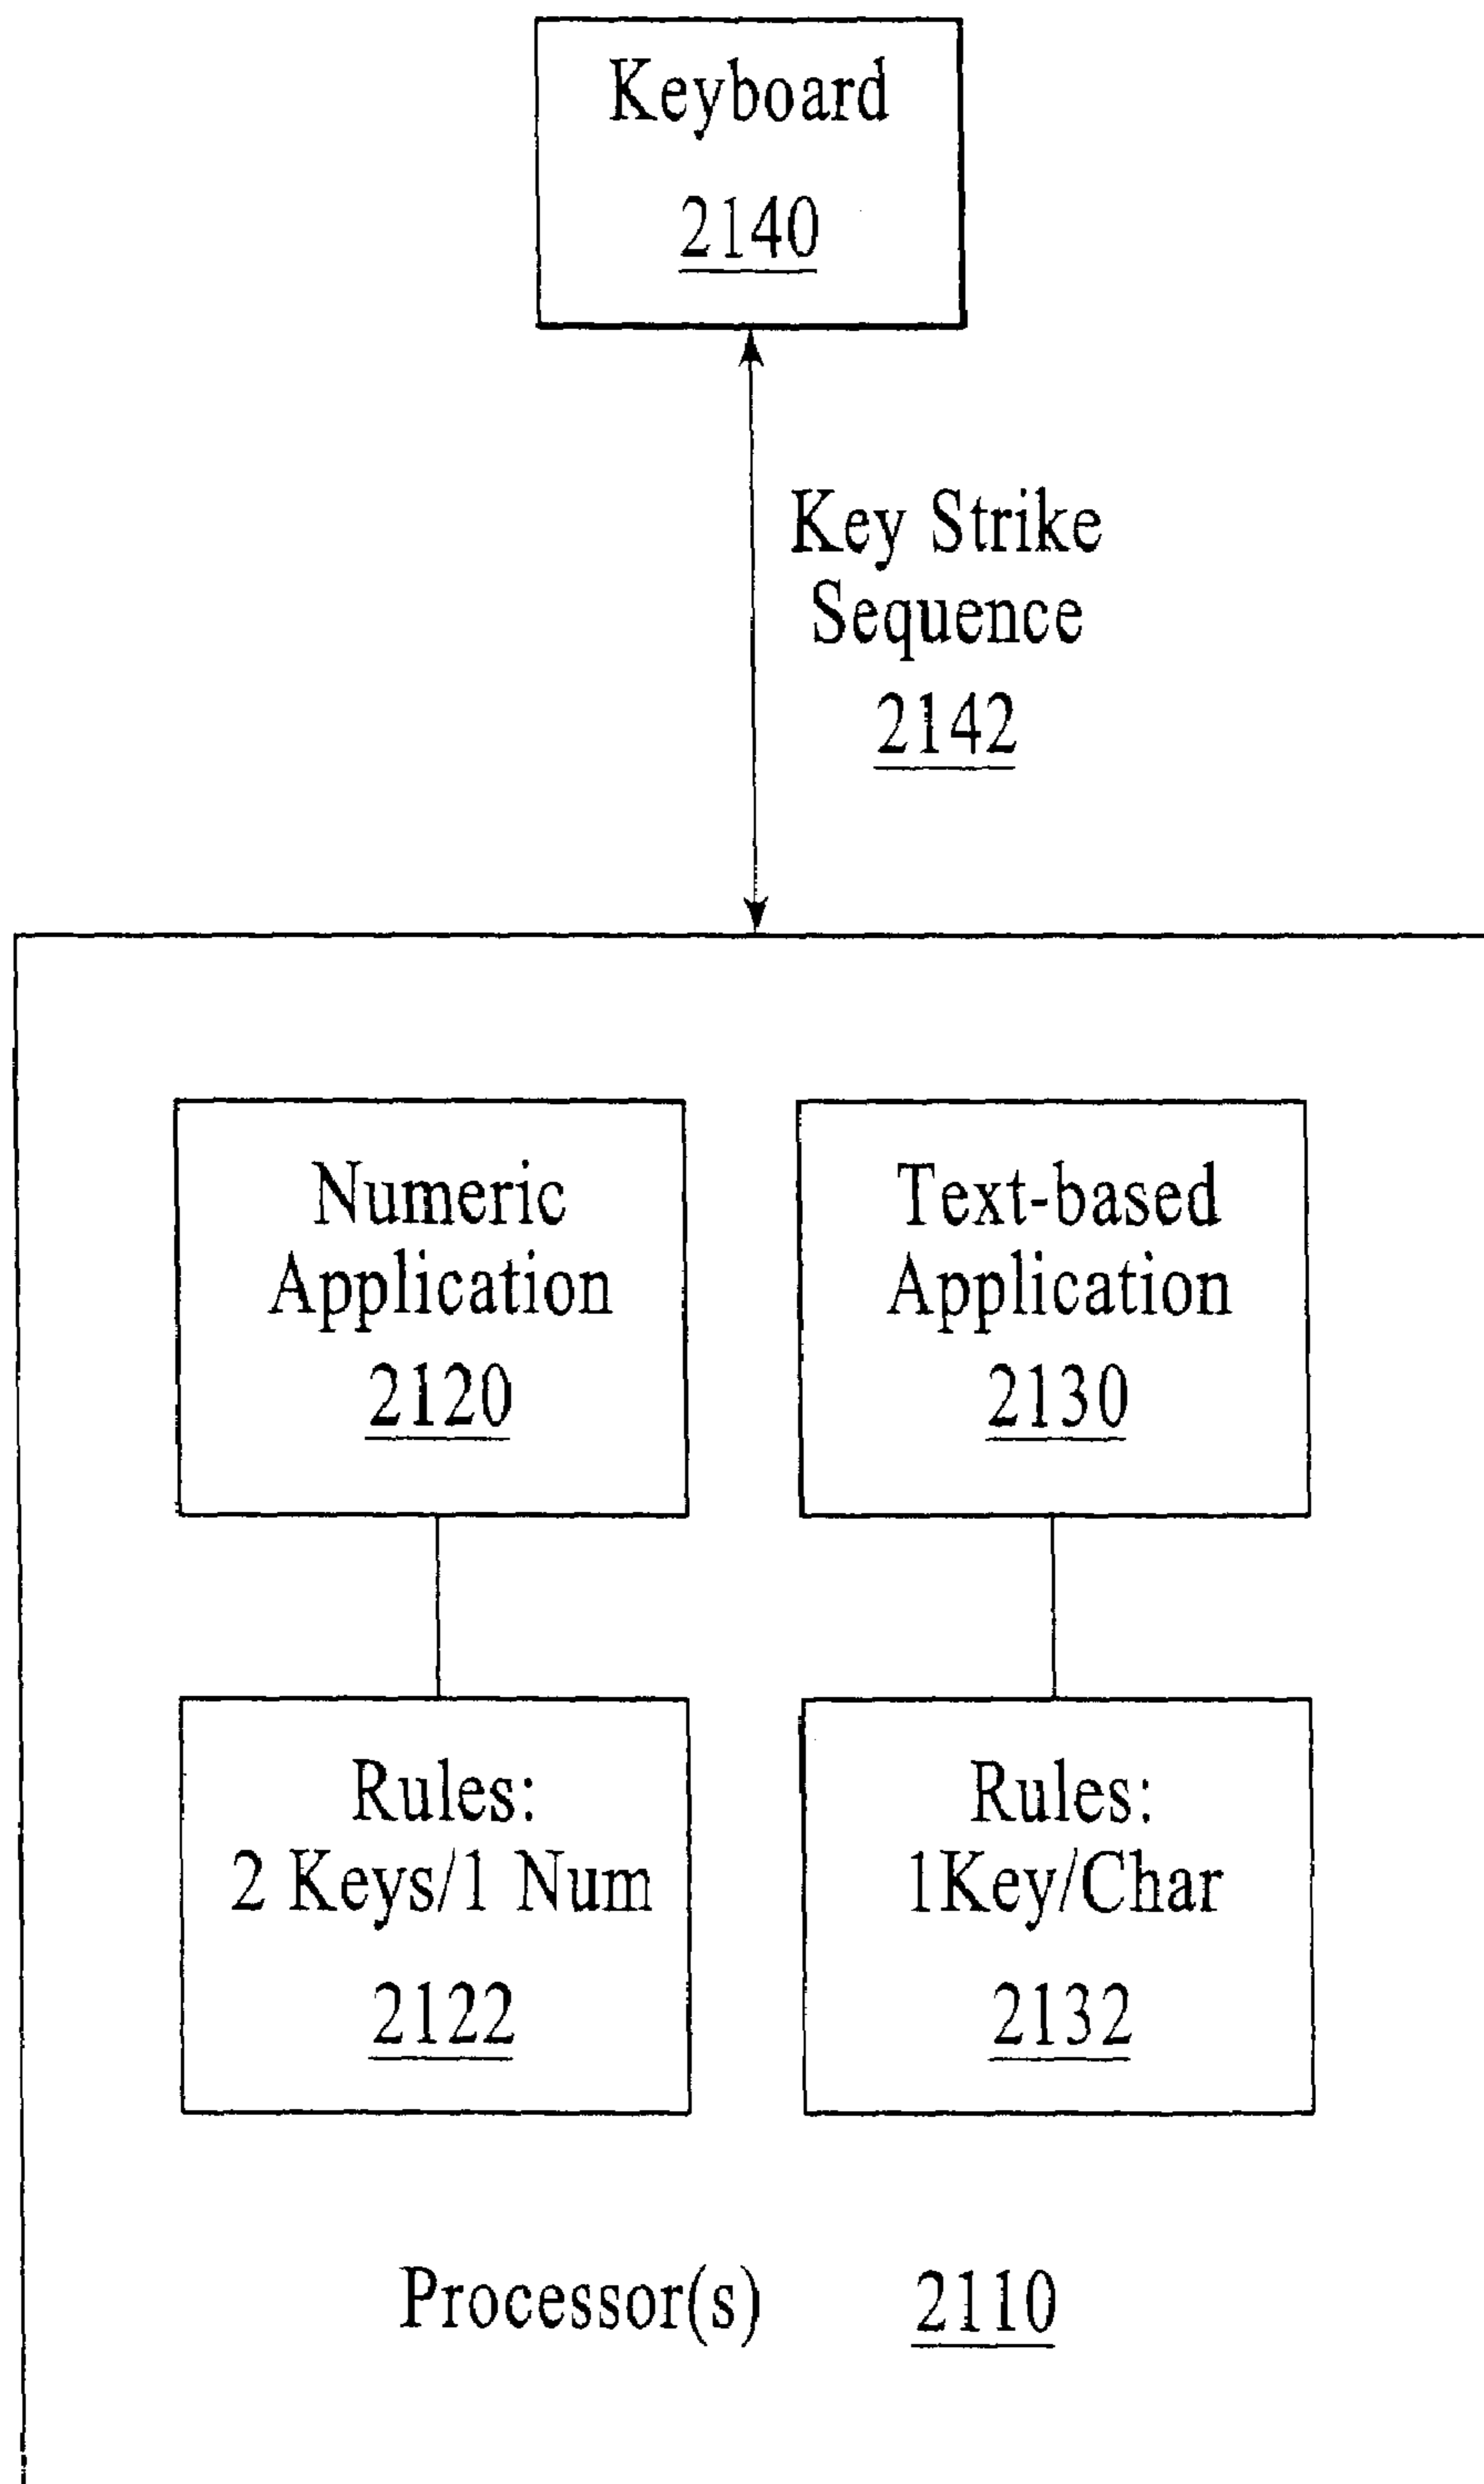 Keyboard
2140
Key Strike
Sequence
2142
Numeric
Application
2120
Text-based
Application
2130
Rules:
2 Keys/1 Num
2122
Rules:
1Key/Char
2132
Processor(s) 2110